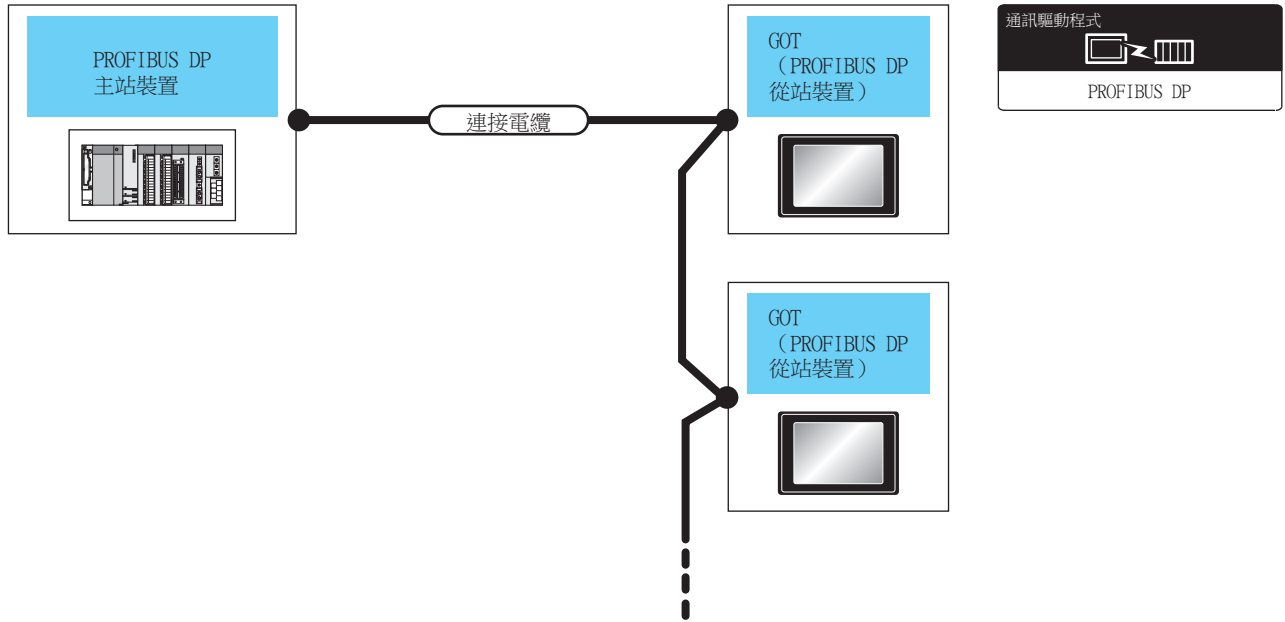 PROFIBUS DP
主站裝置
連接電纜
GOT
（PROFIBUS DP
從站裝置）
通訊驅動程式
PROFIBUS DP
GOT
（PROFIBUS DP
從站裝置）